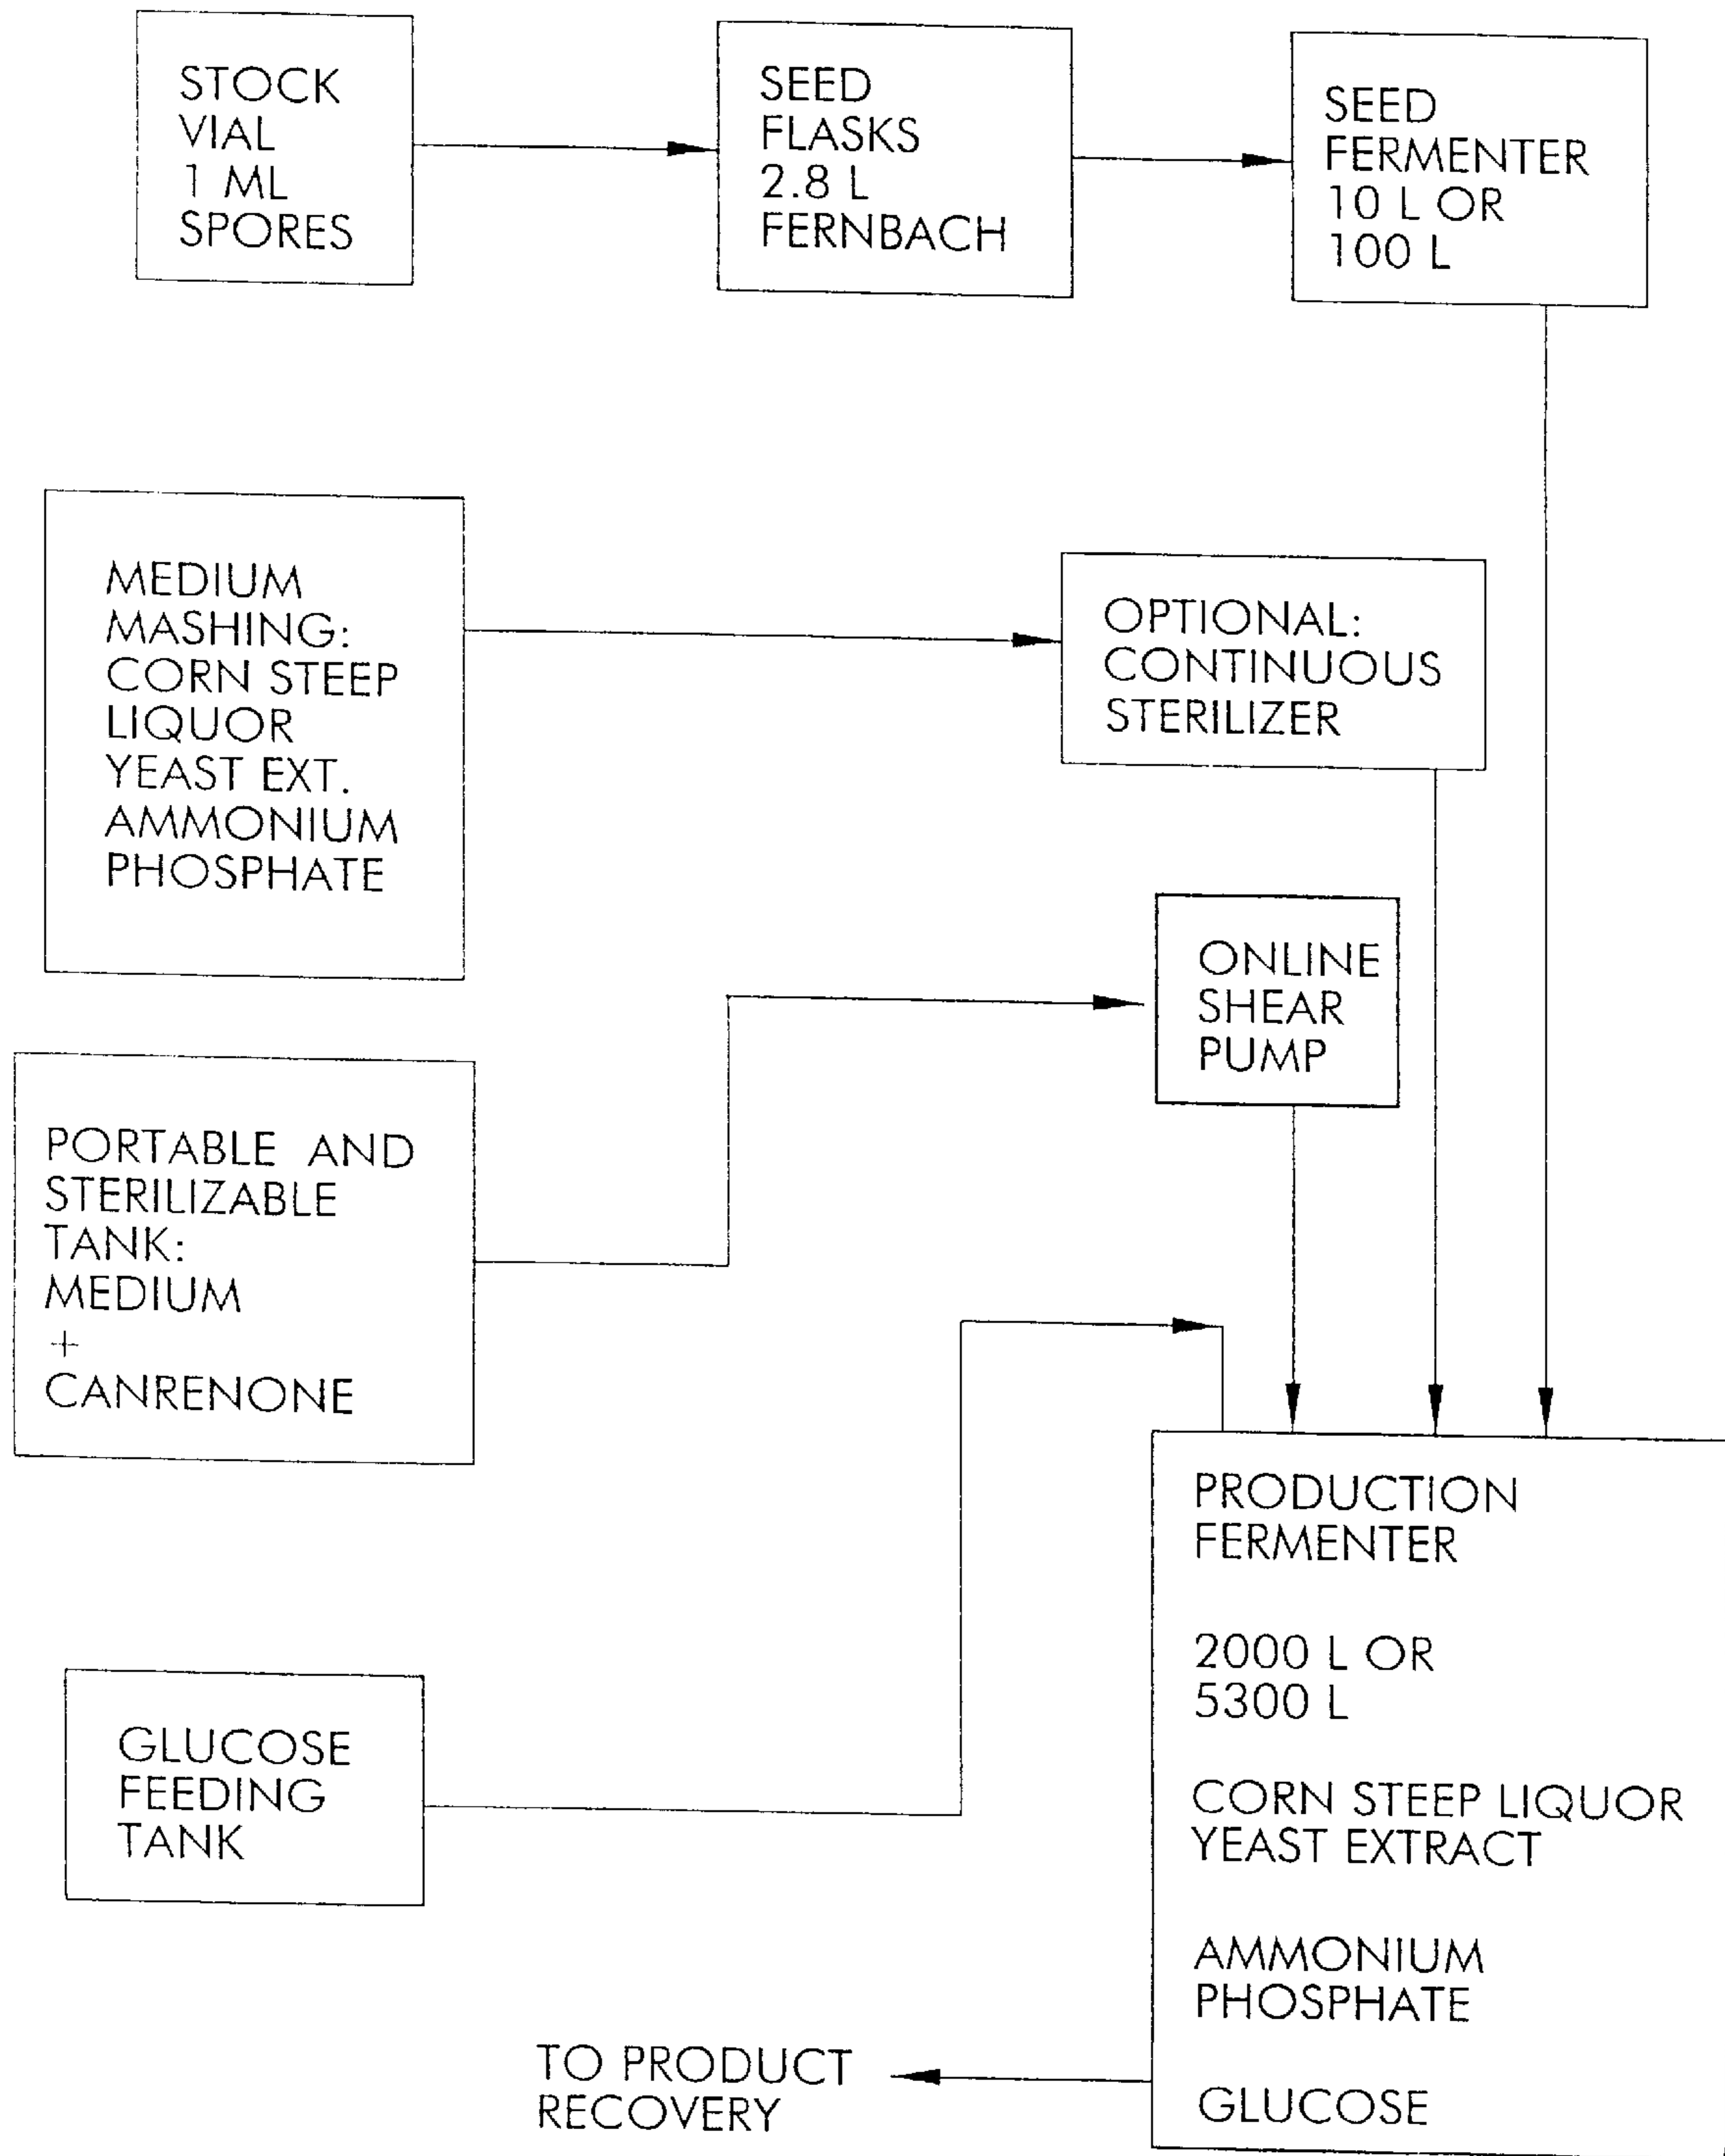 STOCK
VIAL
1 ML
SPORES
SEED
FLASKS
2.8 L
FERNBACH
SEED
FERMENTER
10 L OR
100 L
MEDIUM
MASHING:
CORN STEEP
LIQUOR
YEAST EXT.
AMMONIUM
PHOSPHATE
OPTIONAL:
CONTINUOUS
STERILIZER
ONLINE
SHEAR
PUMP
PORTABLE AND
STERILIZABLE
TANK:
MEDIUM
+
CANRENONE
GLUCOSE
FEEDING
TANK
PRODUCTION
FERMENTER
2000 L OR
5300 L
CORN STEEP LIQUOR
YEAST EXTRACT
AMMONIUM
PHOSPHATE
GLUCOSE
TO PRODUCT
RECOVERY